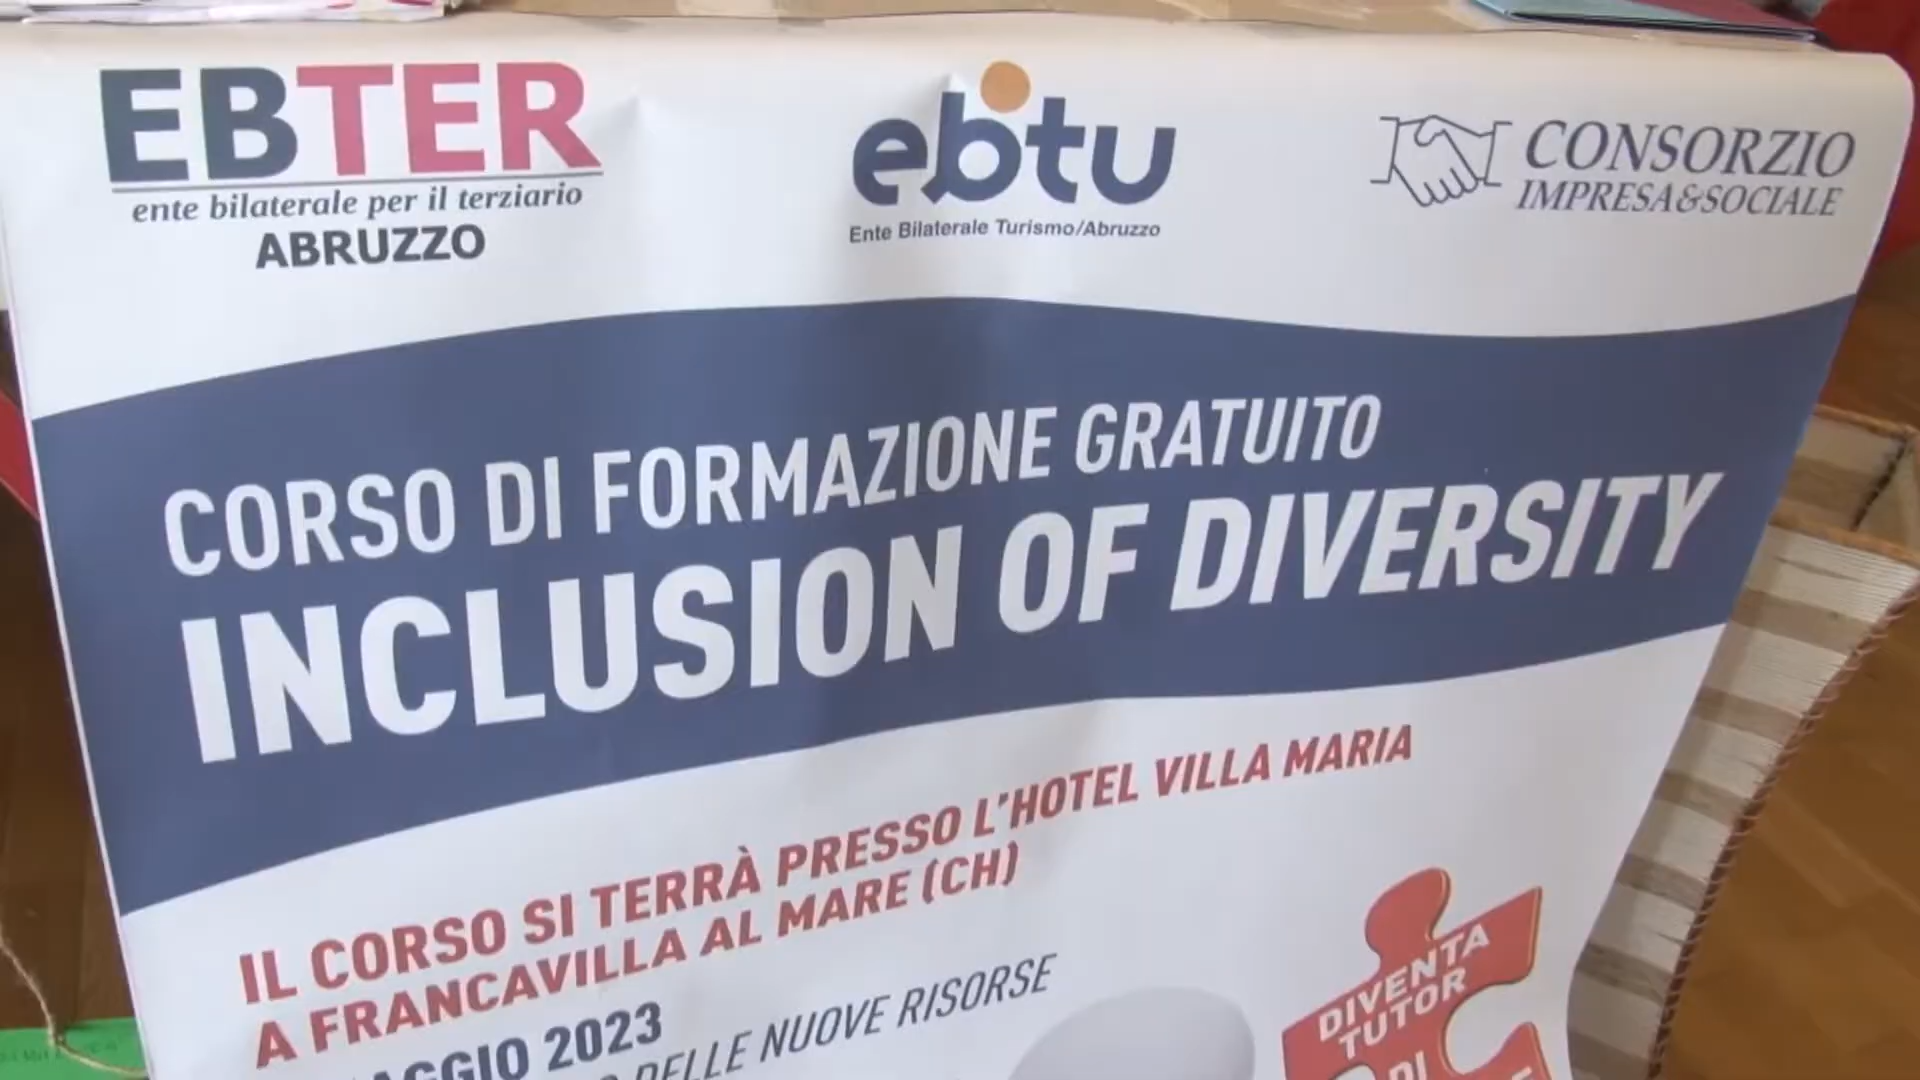 EBTER
ente bilaterale per il terziario
ABRUZZO
ebtu
Ente Bilaterale Turismo/Abruzzo
CONSORZIO
IMPRESA&SOCIALE
CORSO DI FORMAZIONE GRATUITO
INCLUSION OF DIVERSITY
IL CORSO SI TERRÀ PRESSO L'HOTEL VILLA MARIA
A FRANCAVILLA AL MARE (CH)
2023
DELLE NUOVE RISORSE
DIVENTA
TUTOR
DI